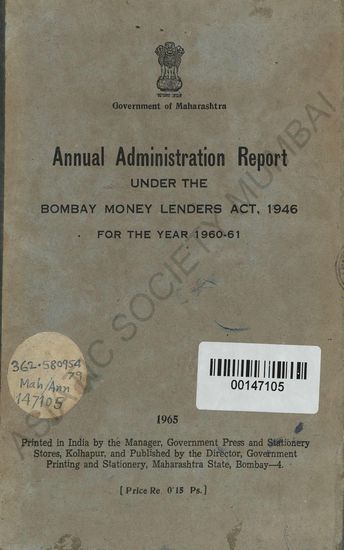 Government of Maharashtra
Annual Administration Report
UNDER THE
BOMBAY MONEY LENDERS ACT, 1946
FOR THE YEAR 1960-61
ASIATIC SOCIETY MUMBAI
362.580954
79
Mah/Ann
147105
00147105
1965
Printed in India by the Manager, Government Press and Stationery
Stores, Kolhapur, and Published by the Director, Government
Printing and Stationery, Maharashtra State, Bombay—4.
[ Price Re 0'15 Ps. ]